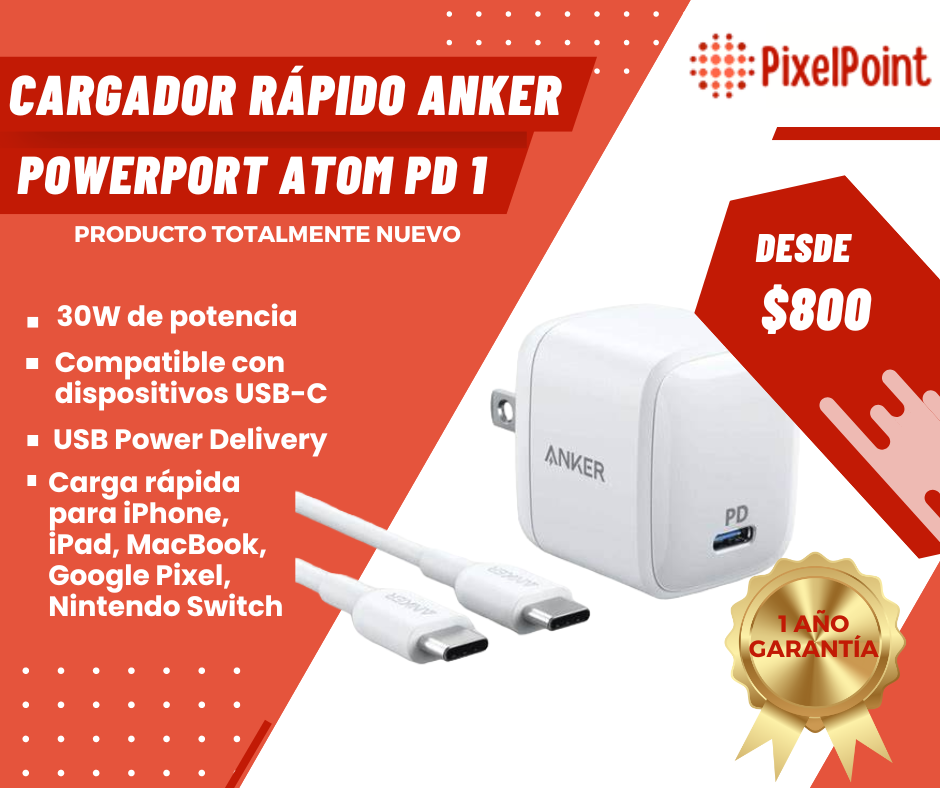 PixelPoint
CARGADOR RÁPIDO ANKER
POWERPORT ATOM PD 1
PRODUCTO TOTALMENTE NUEVO
DESDE
$800
30W de potencia
Compatible con
dispositivos USB-C
USB Power Delivery
Carga rápida
para iPhone,
iPad, MacBook,
Google Pixel,
Nintendo Switch
ANKER
PD
ANKER
ANKER
1 AÑO
GARANTÍA